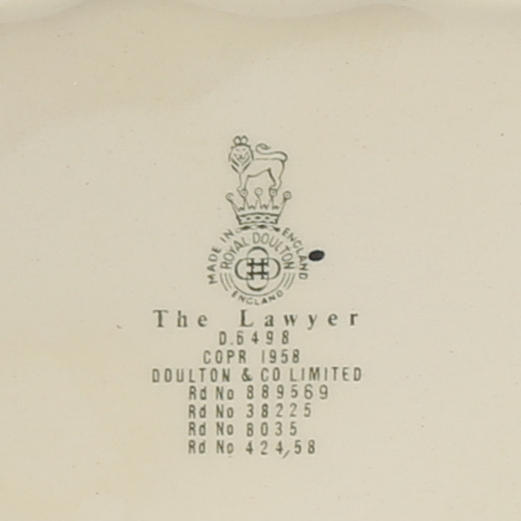 MADE IN ENGLAND
ROYAL DOULTON
ENGLAND
The Lawyer
D.6498
COPR 1958
DOULTON & CO LIMITED
Rd No 889569
Rd No 38225
Rd No 8035
Rd No 424/58